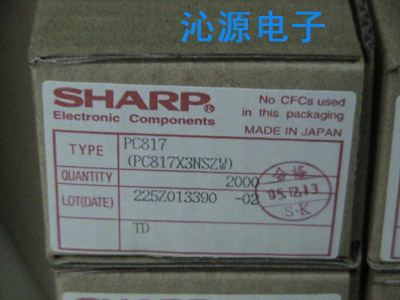 沁源电子
SHARP®
Electronic Components
No CFCs used
in this packaging
MADE IN JAPAN
TYPE PC817
(PC817X3NSZW)
QUANTITY 2000
LOT(DATE) 225Z013390 -02
TD
合格
05.12.13
S.K